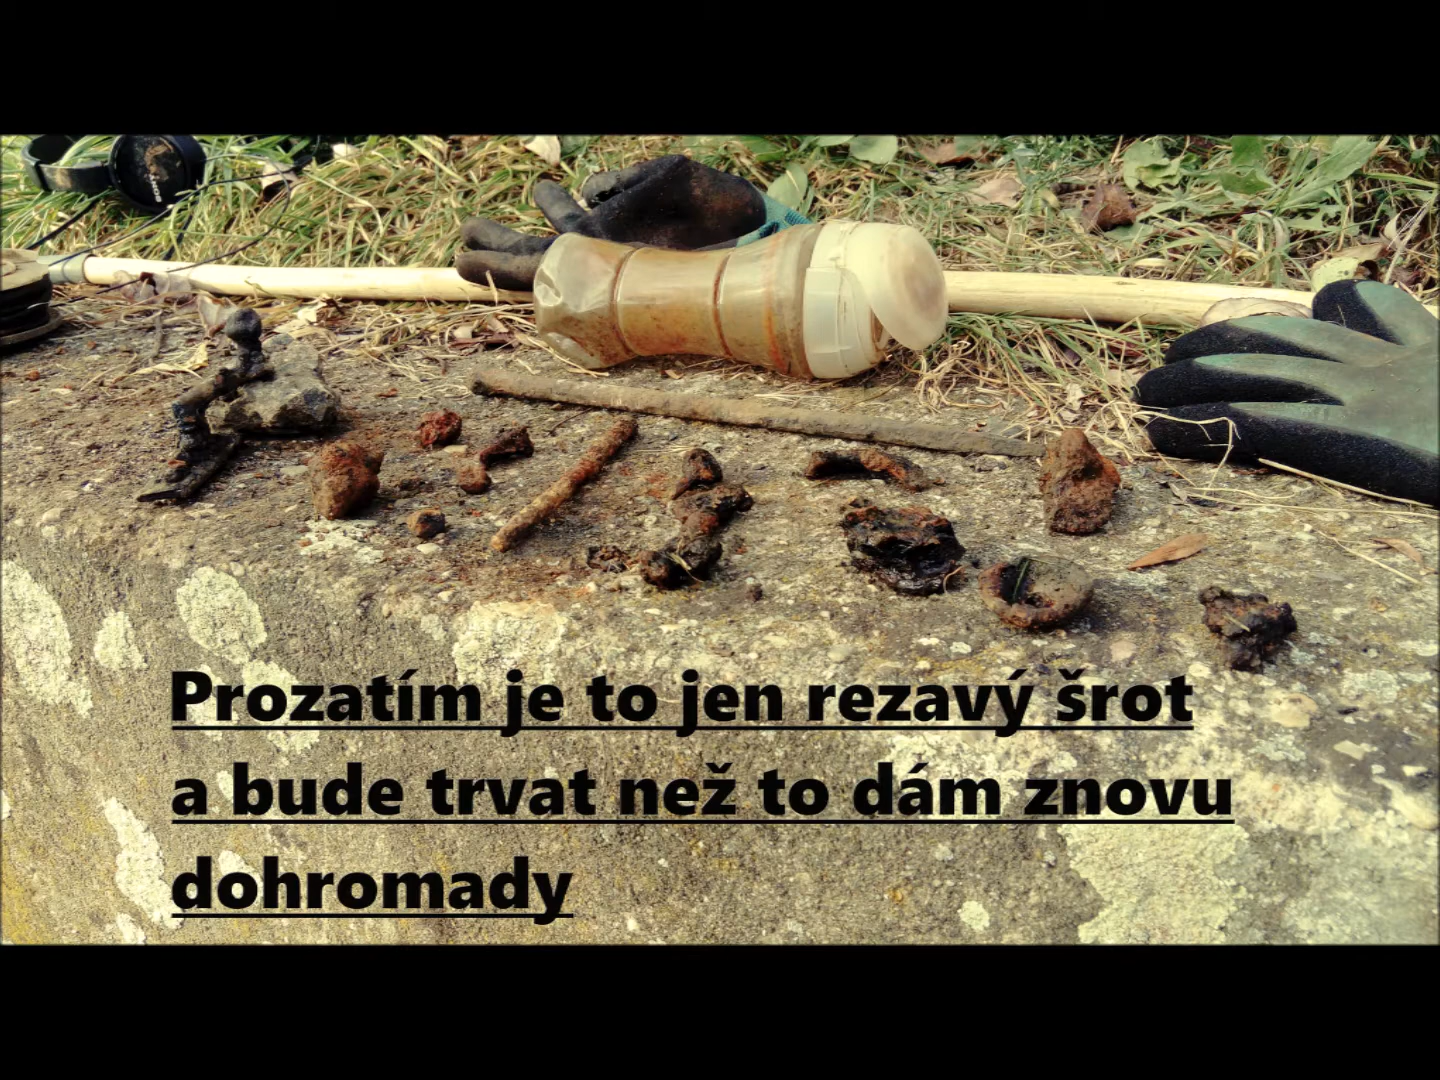 Prozatím je to jen rezavý šrot
a bude trvat než to dám znovu
dohromady